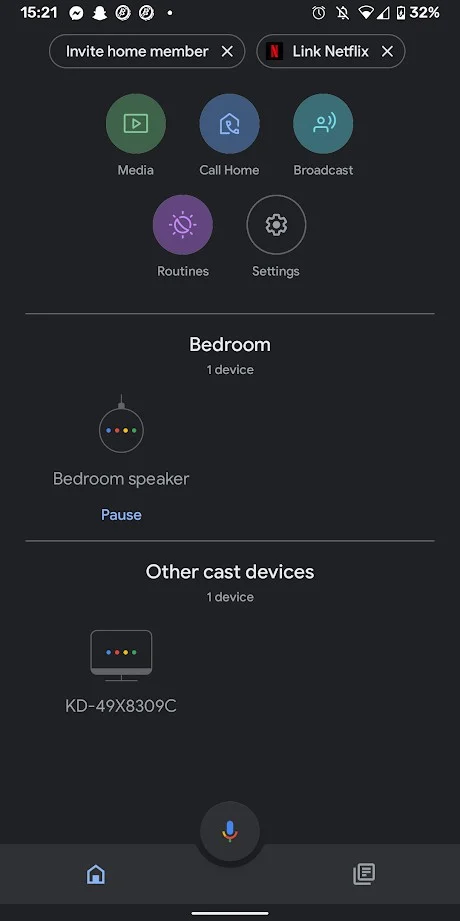 15:21
32%
Invite home member
N Link Netflix
Media
Call Home
Broadcast
Routines
Settings
Bedroom
1 device
Bedroom speaker
Pause
Other cast devices
1 device
KD-49X8309C